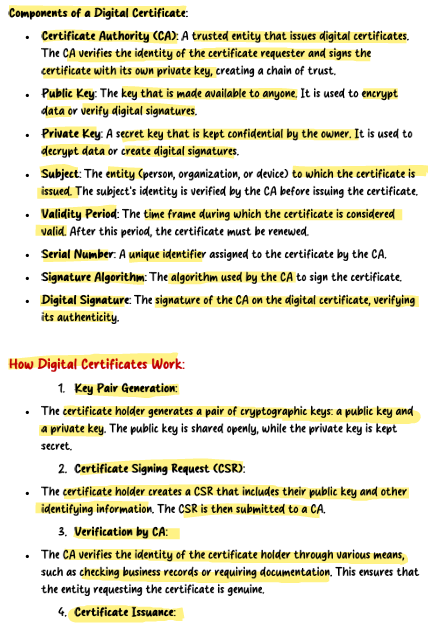 Components of a Digital Certificate:
• Certificate Authority (CA): A trusted entity that issues digital certificates.
The CA verifies the identity of the certificate requester and signs the
certificate with its own private key, creating a chain of trust.
• Public Key: The key that is made available to anyone. It is used to encrypt
data or verify digital signatures.
• Private Key: A secret key that is kept confidential by the owner. It is used to
decrypt data or create digital signatures.
• Subject: The entity (person, organization, or device) to which the certificate is
issued. The subject's identity is verified by the CA before issuing the certificate.
• Validity Period: The time frame during which the certificate is considered
valid. After this period, the certificate must be renewed.
• Serial Number: A unique identifier assigned to the certificate by the CA.
• Signature Algorithm: The algorithm used by the CA to sign the certificate.
• Digital Signature: The signature of the CA on the digital certificate, verifying
its authenticity.
How Digital Certificates Work:
1. Key Pair Generation:
• The certificate holder generates a pair of cryptographic keys: a public key and
a private key. The public key is shared openly, while the private key is kept
secret.
2. Certificate Signing Request (CSR):
• The certificate holder creates a CSR that includes their public key and other
identifying information. The CSR is then submitted to a CA.
3. Verification by CA:
• The CA verifies the identity of the certificate holder through various means,
such as checking business records or requiring documentation. This ensures that
the entity requesting the certificate is genuine.
4. Certificate Issuance: